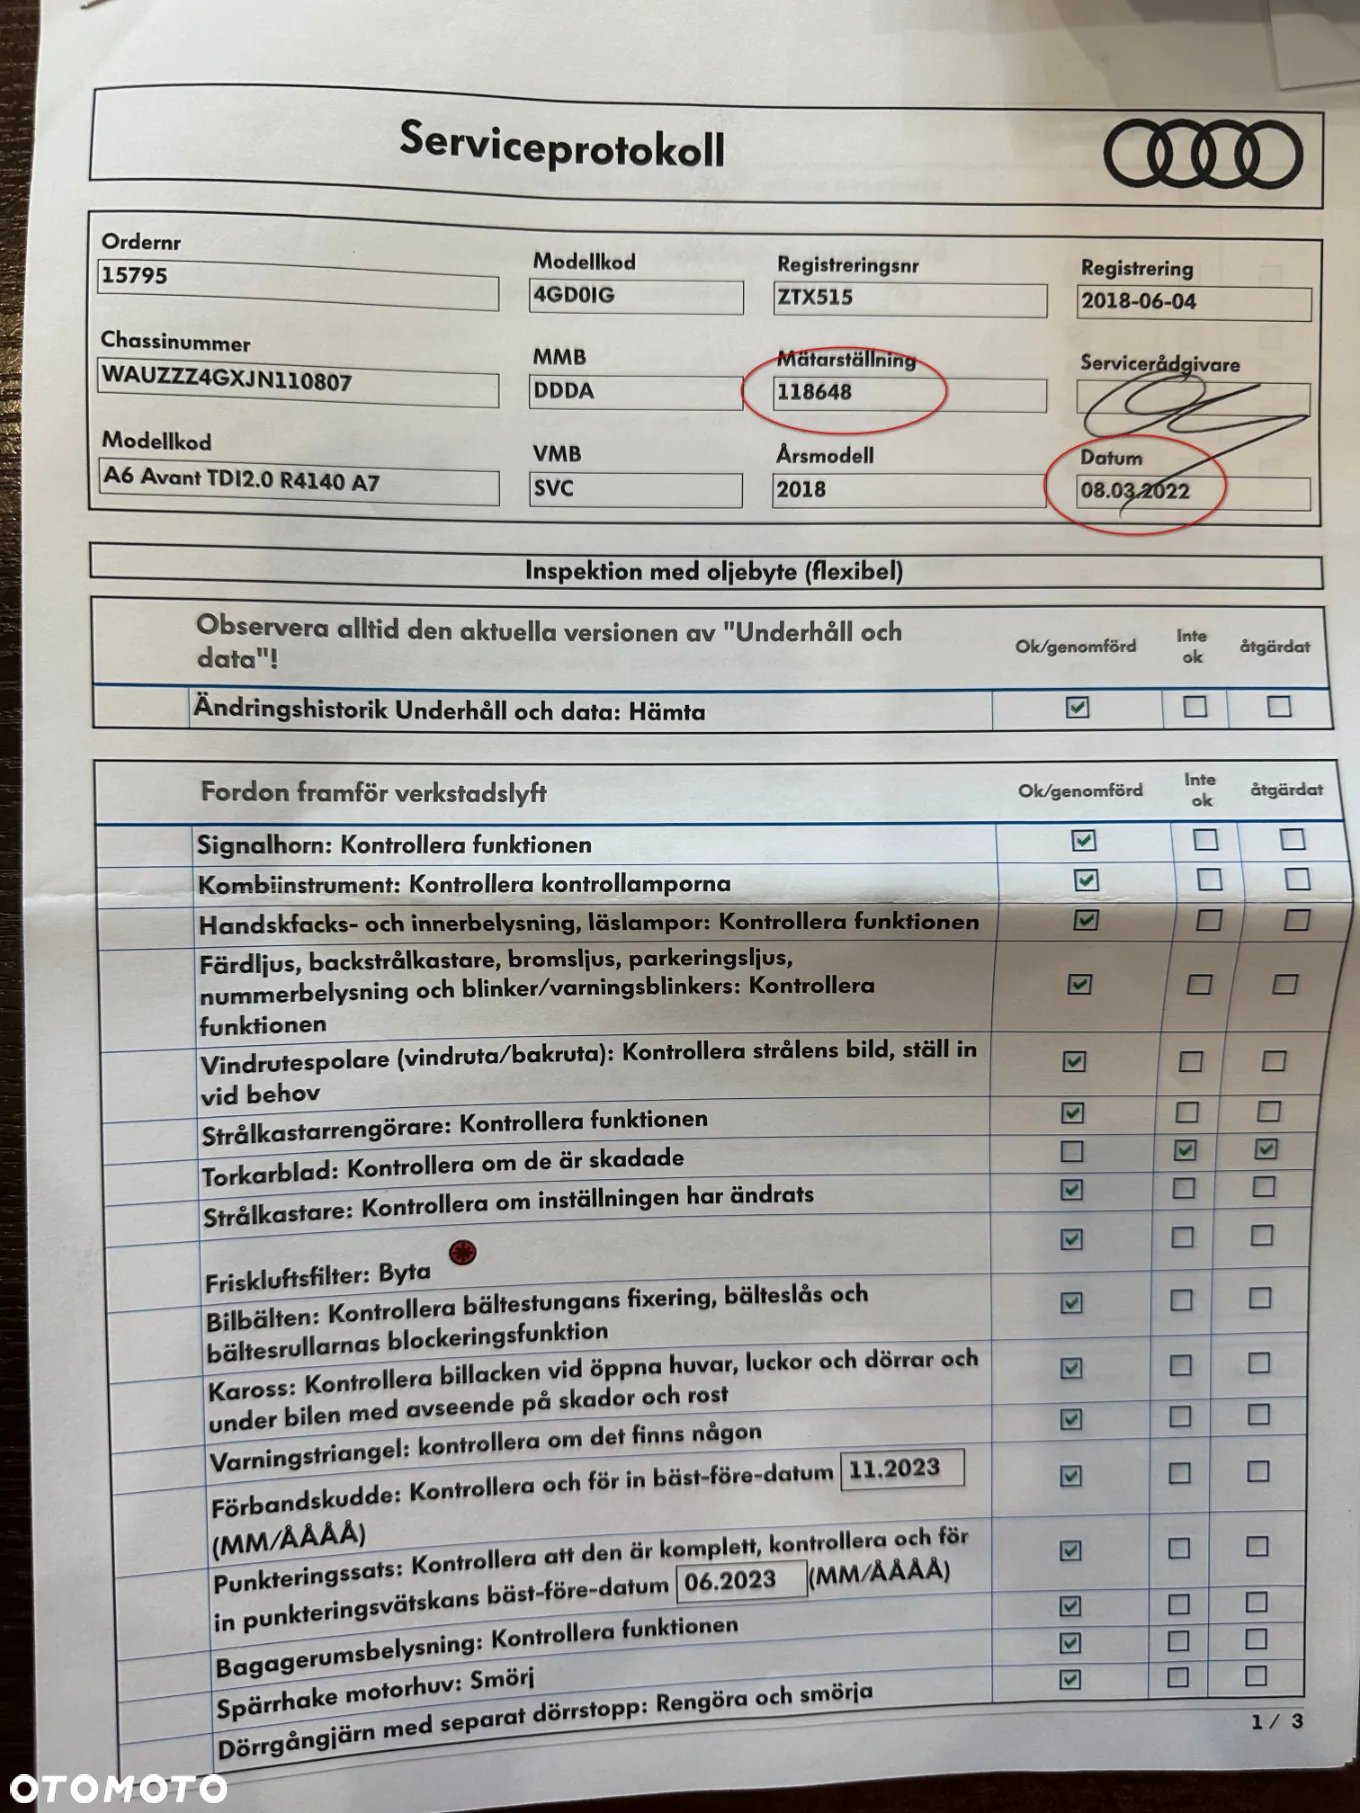 Serviceprotokoll
Ordernr
15795
Modellkod
4GD0IG
Registreringsnr
ZTX515
Registrering
2018-06-04
Chassinummer
WAUZZZ4GXJN110807
MMB
DDDA
Mätarställning
118648
Servicerådgivare
Modellkod
A6 Avant TDI2.0 R4140 A7
VMB
SVC
Årsmodell
2018
Datum
08.03.2022
Inspektion med oljebyte (flexibel)
Observera alltid den aktuella versionen av "Underhåll och
data"!
Ok/genomförd
Inte
ok
åtgärdat
Ändringshistorik Underhåll och data: Hämta
Fordon framför verkstadslyft
Ok/genomförd
Inte
ok
åtgärdat
Signalhorn: Kontrollera funktionen
Kombiinstrument: Kontrollera kontrollamporna
Handskfacks- och innerbelysning, läslampor: Kontrollera funktionen
Färdljus, backstrålkastare, bromsljus, parkeringsljus,
nummerbelysning och blinker/varningsblinkers: Kontrollera
funktionen
Vindrutespolare (vindruta/bakruta): Kontrollera strålens bild, ställ in
vid behov
Strålkastarrengörare: Kontrollera funktionen
Torkarblad: Kontrollera om de är skadade
Strålkastare: Kontrollera om inställningen har ändrats
Friskluftsfilter: Byta
Bilbälten: Kontrollera bältestungans fixering, bälteslås och
bältesrullarnas blockeringsfunktion
Kaross: Kontrollera billacken vid öppna huvar, luckor och dörrar och
under bilen med avseende på skador och rost
Varningstriangel: kontrollera om det finns någon
Förbandskudde: Kontrollera och för in bäst-före-datum 11.2023
(MM/ÅÅÅÅ)
Punkteringssats: Kontrollera att den är komplett, kontrollera och för
in punkteringsvätskans bäst-före-datum 06.2023 (MM/ÅÅÅÅ)
Bagagerumsbelysning: Kontrollera funktionen
Spärrhake motorhuv: Smörj
Dörrgångjärn med separat dörrstopp: Rengöra och smörja
1 / 3
OTOMOTO